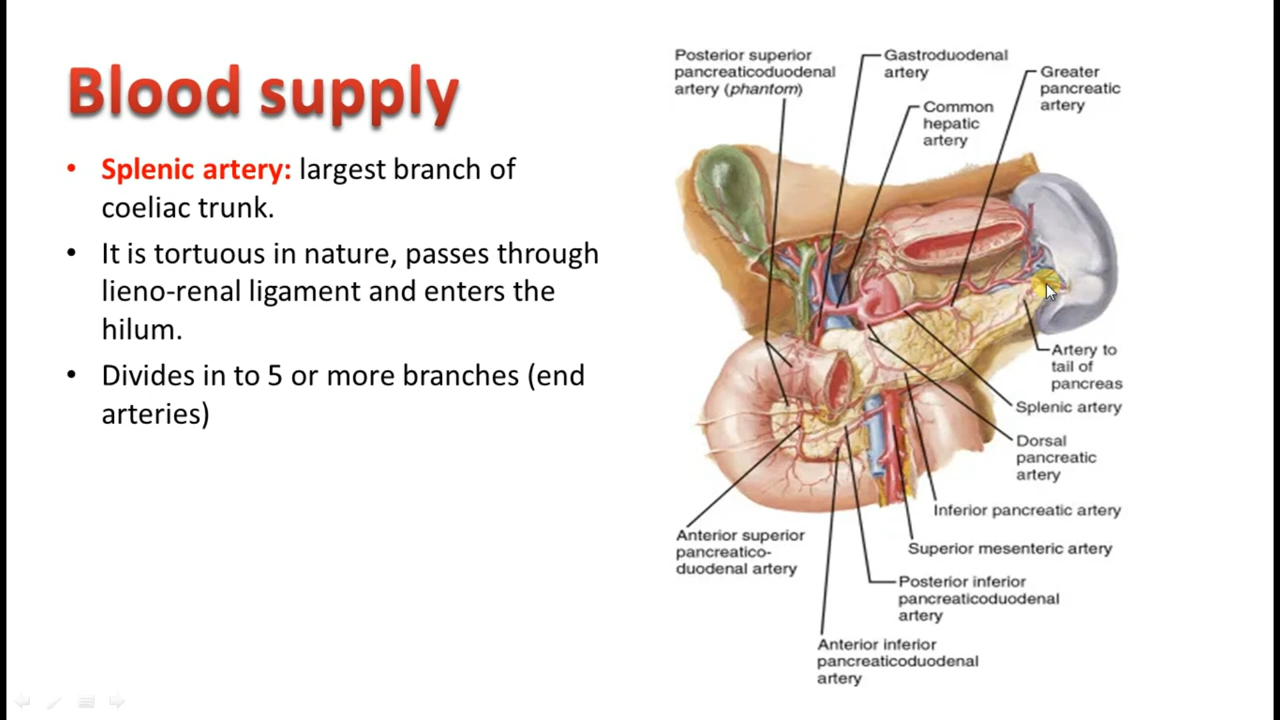 Blood supply
• Splenic artery: largest branch of
coeliac trunk.
• It is tortuous in nature, passes through
lieno-renal ligament and enters the
hilum.
• Divides in to 5 or more branches (end
arteries)
Posterior superior
pancreaticoduodenal
artery (phantom)
Gastroduodenal
artery
Common
hepatic
artery
Greater
pancreatic
artery
Artery to
tail of
pancreas
Splenic artery
Dorsal
pancreatic
artery
Inferior pancreatic artery
Superior mesenteric artery
Posterior inferior
pancreaticoduodenal
artery
Anterior inferior
pancreaticoduodenal
artery
Anterior superior
pancreatico-
duodenal artery